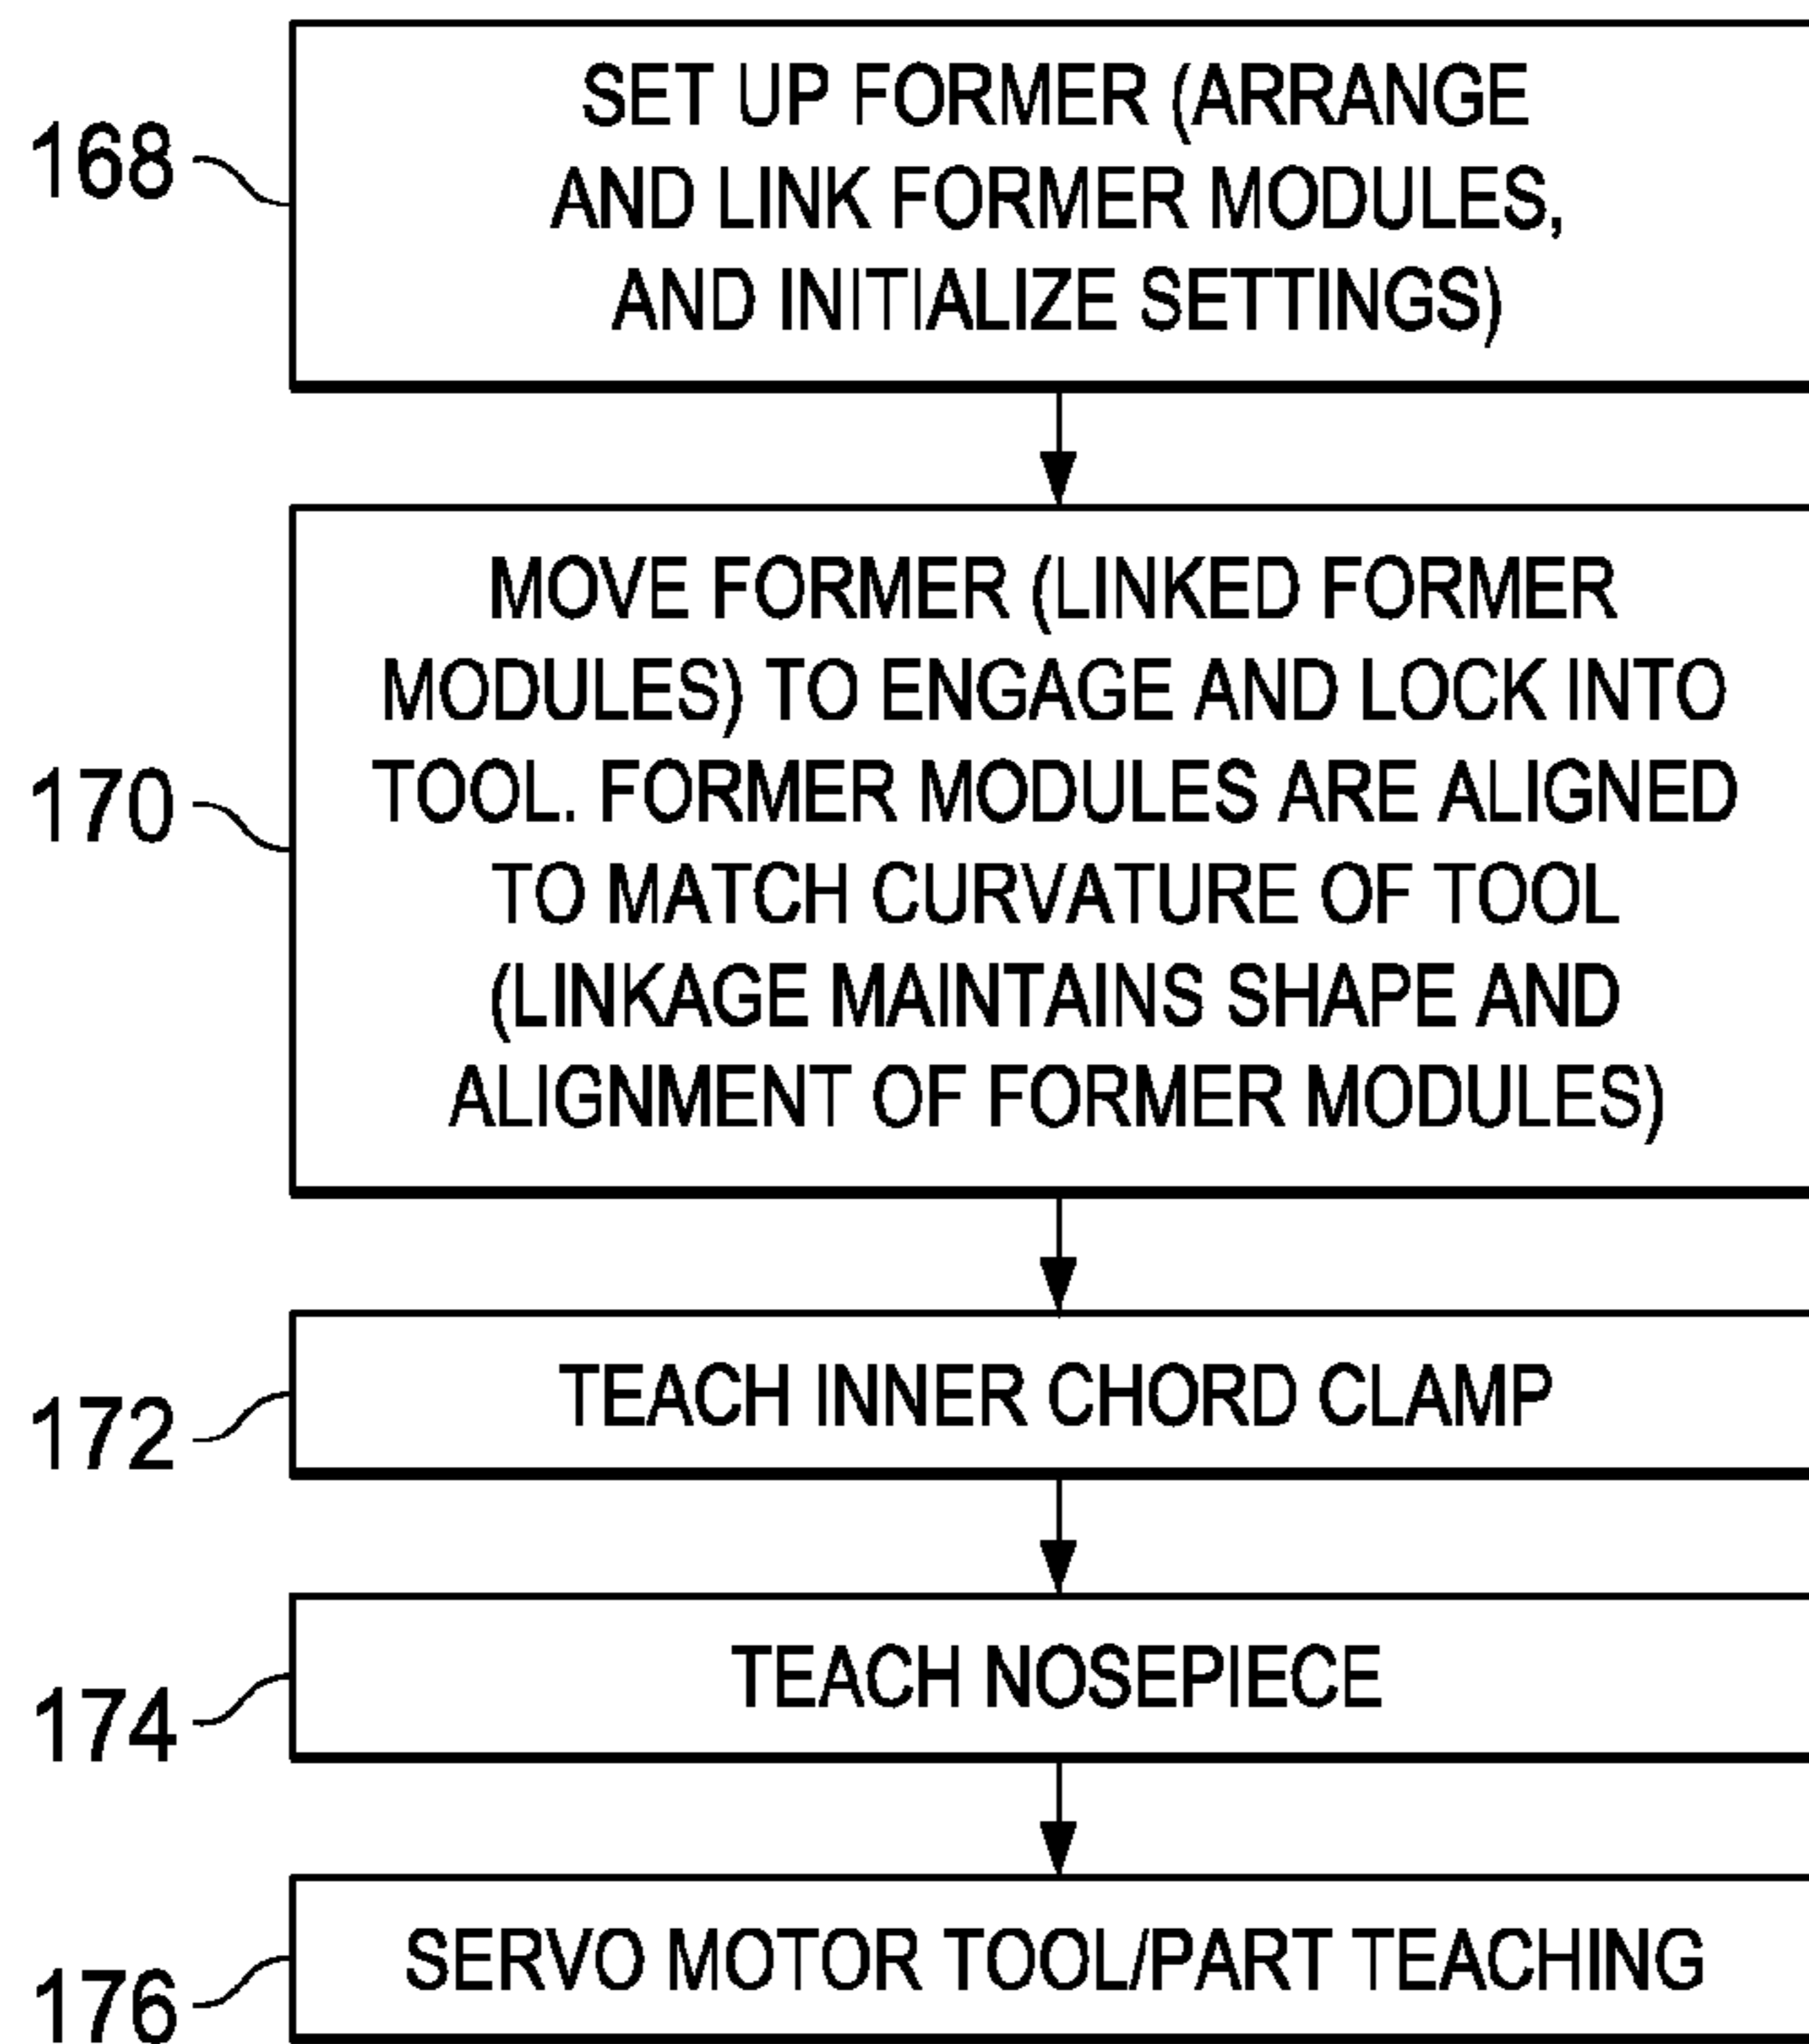 168
SET UP FORMER (ARRANGE
AND LINK FORMER MODULES,
AND INITIALIZE SETTINGS)
170
MOVE FORMER (LINKED FORMER
MODULES) TO ENGAGE AND LOCK INTO
TOOL. FORMER MODULES ARE ALIGNED
TO MATCH CURVATURE OF TOOL
(LINKAGE MAINTAINS SHAPE AND
ALIGNMENT OF FORMER MODULES)
172
TEACH INNER CHORD CLAMP
174
TEACH NOSEPIECE
176
SERVO MOTOR TOOL/PART TEACHING